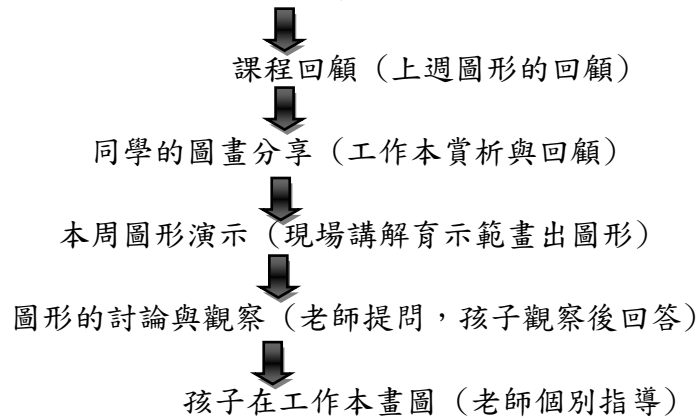 課程回顧（上週圖形的回顧）
同學的圖畫分享（工作本賞析與回顧）
本周圖形演示（現場講解育示範畫出圖形）
圖形的討論與觀察（老師提問，孩子觀察後回答）
孩子在工作本畫圖（老師個別指導）